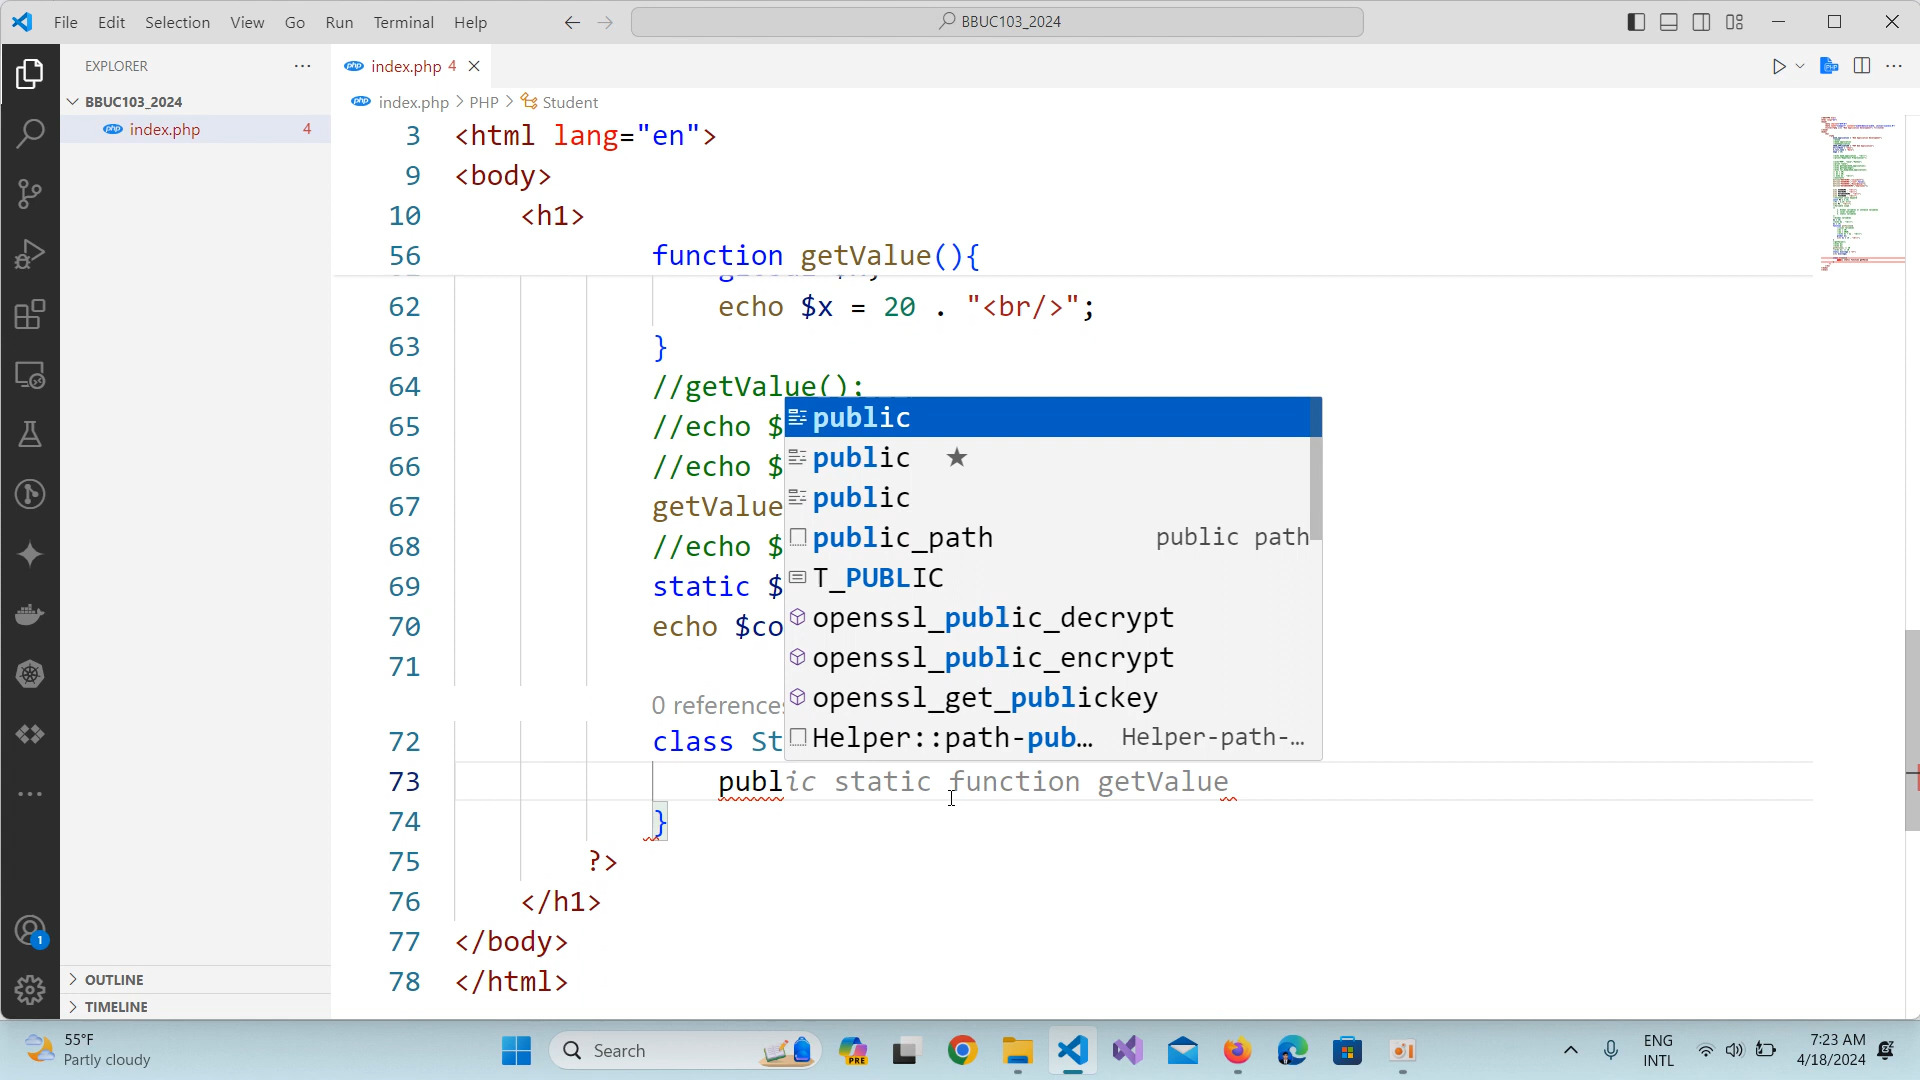 File Edit Selection View Go Run Terminal Help
BBUC103_2024
EXPLORER
index.php 4
BBUC103_2024
index.php > PHP > Student
index.php 4
3 <html lang="en">
9 <body>
10 <h1>
56 function getValue(){
62 echo $x = 20 . "<br/>";
63 }
64 //getValue();
65 //echo $
66 //echo $
67 getValue
68 //echo $
69 static $
70 echo $co
71
0 references
72 class St
73 public static function getValue
74 }
75 ?>
76 </h1>
77 </body>
78 </html>
public
public ★
public
public_path public path
T_PUBLIC
openssl_public_decrypt
openssl_public_encrypt
openssl_get_publickey
Helper::path-pub… Helper-path-…
1
OUTLINE
TIMELINE
55°F
Partly cloudy
Search
PRE
ENG
INTL
7:23 AM
4/18/2024